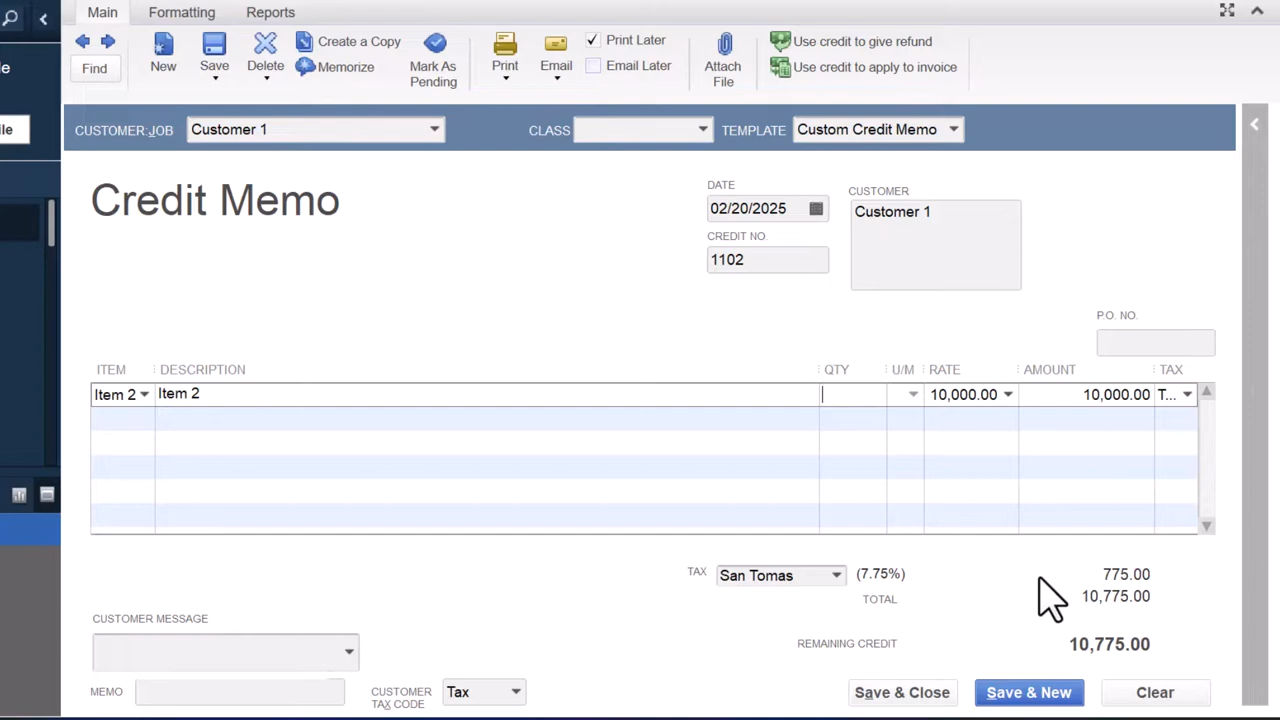 Main Formatting Reports
Find
New
Save
Delete
Create a Copy
Memorize
Mark As
Pending
Print
Email
Print Later
Email Later
Attach
File
Use credit to give refund
Use credit to apply to invoice
CUSTOMER:JOB Customer 1 CLASS TEMPLATE Custom Credit Memo
Credit Memo
DATE
02/20/2025
CREDIT NO.
1102
CUSTOMER
Customer 1
P.O. NO.
ITEM DESCRIPTION QTY U/M RATE AMOUNT TAX
Item 2 Item 2 10,000.00 10,000.00 T...
TAX San Tomas (7.75%) 775.00
TOTAL 10,775.00
CUSTOMER MESSAGE
REMAINING CREDIT 10,775.00
MEMO
CUSTOMER
TAX CODE
Tax
Save & Close Save & New Clear